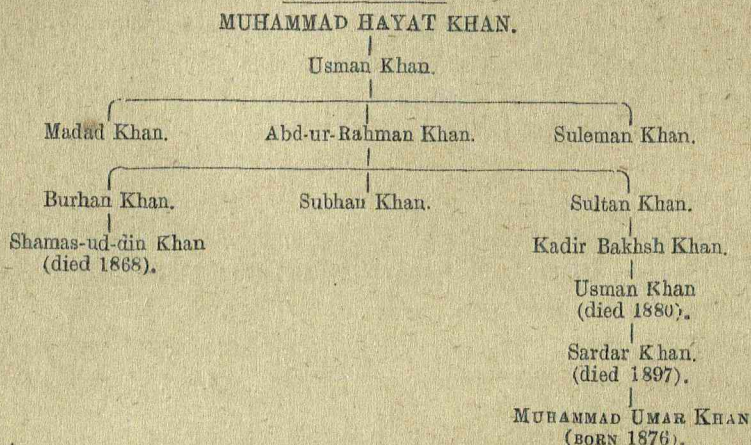 MUHAMMAD HAYAT KHAN.
Usman Khan.
Madad Khan. Abd-ur-Rahman Khan. Suleman Khan.
Burhan Khan. Subhan Khan. Sultan Khan.
Shamas-ud-din Khan Kadir Bakhsh Khan.
(died 1868).
Usman Khan
(died 1880).
Sardar Khan.
(died 1897).
MUHAMMAD UMAR KHAN
(BORN 1876).